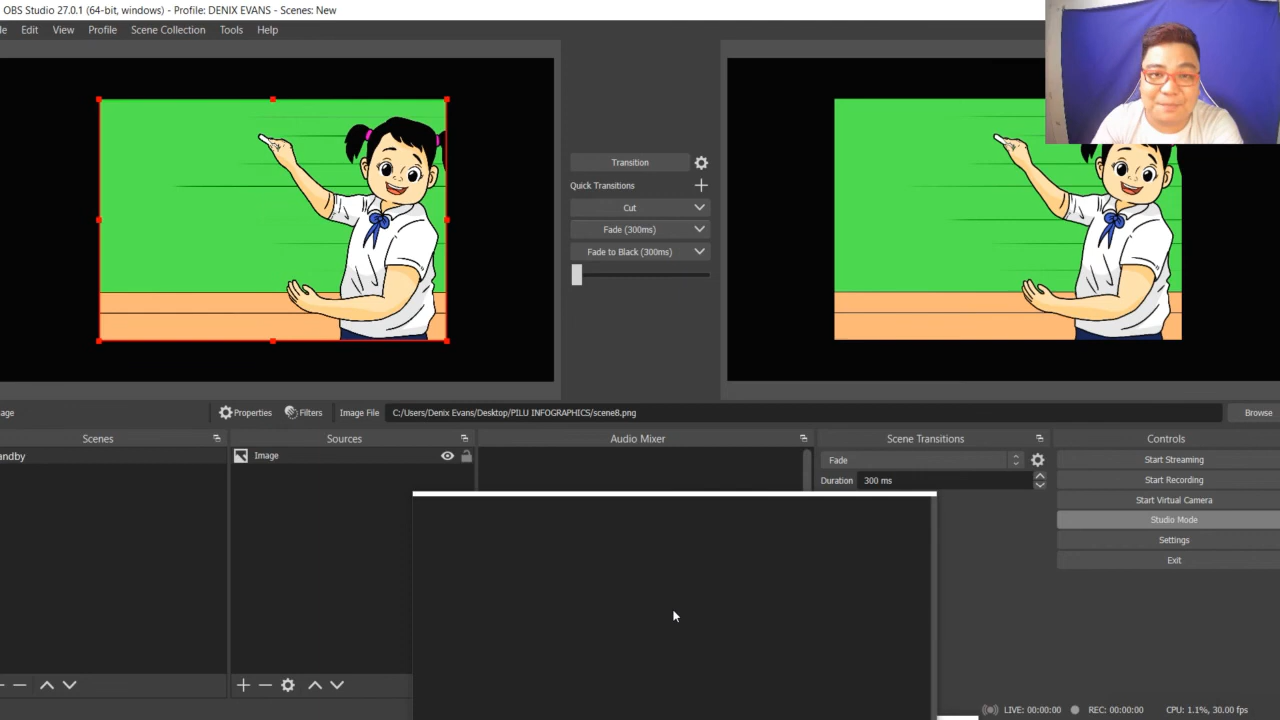 OBS Studio 27.0.1 (64-bit, windows) - Profile: DENIX EVANS - Scenes: New
le Edit View Profile Scene Collection Tools Help
Transition
Quick Transitions
Cut
Fade (300ms)
Fade to Black (300ms)
age Properties Filters Image File C:/Users/Denix Evans/Desktop/PILU INFOGRAPHICS/scene8.png Browse
Scenes Sources Audio Mixer Scene Transitions Controls
andby Image Fade Start Streaming
Duration 300 ms Start Recording
Start Virtual Camera
Studio Mode
Settings
Exit
LIVE: 00:00:00 REC: 00:00:00 CPU: 1.1%, 30.00 fps